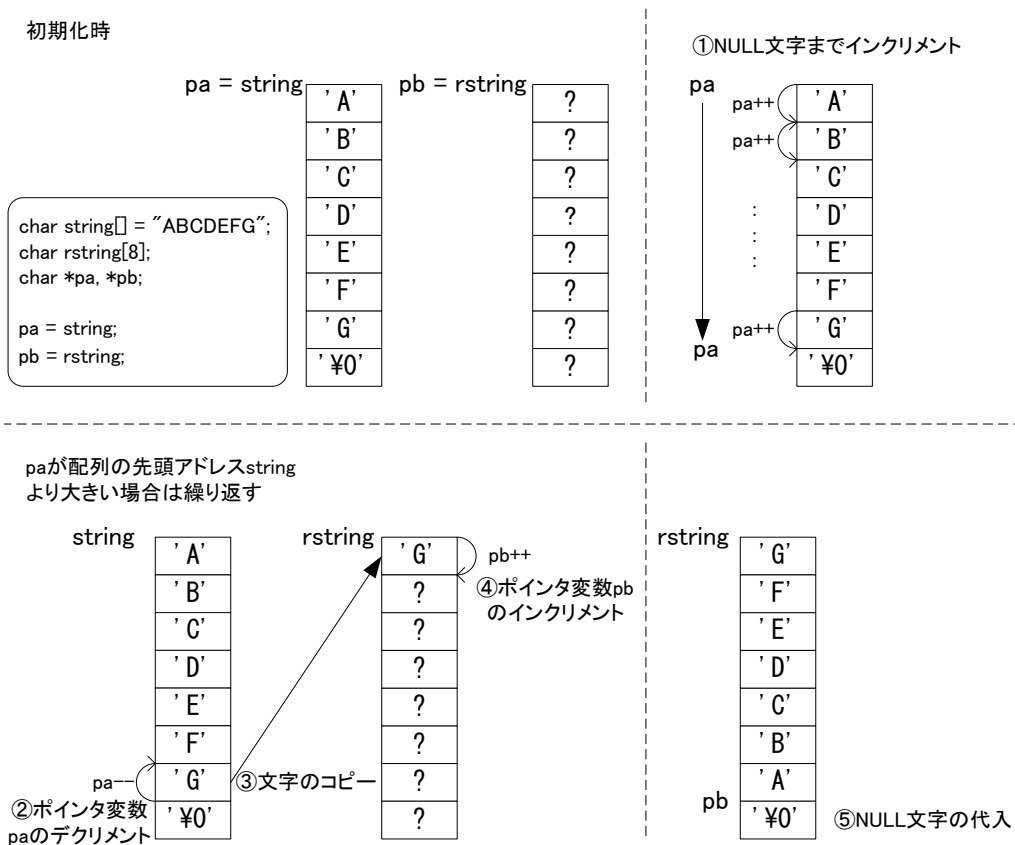 初期化時
pa = string
'A'
'B'
'C'
'D'
'E'
'F'
'G'
'¥0'
pb = rstring
?
?
?
?
?
?
?
?
char string[] = "ABCDEFG";
char rstring[8];
char *pa, *pb;
pa = string;
pb = rstring;
①NULL文字までインクリメント
pa
pa++
pa++
:
:
:
pa++
pa
'A'
'B'
'C'
'D'
'E'
'F'
'G'
'¥0'
paが配列の先頭アドレスstring
より大きい場合は繰り返す
string
'A'
'B'
'C'
'D'
'E'
'F'
'G'
'¥0'
pa--
②ポインタ変数
paのデクリメント
③文字のコピー
rstring
'G'
?
?
?
?
?
?
?
pb++
④ポインタ変数pb
のインクリメント
rstring
'G'
'F'
'E'
'D'
'C'
'B'
'A'
'¥0'
pb
⑤NULL文字の代入